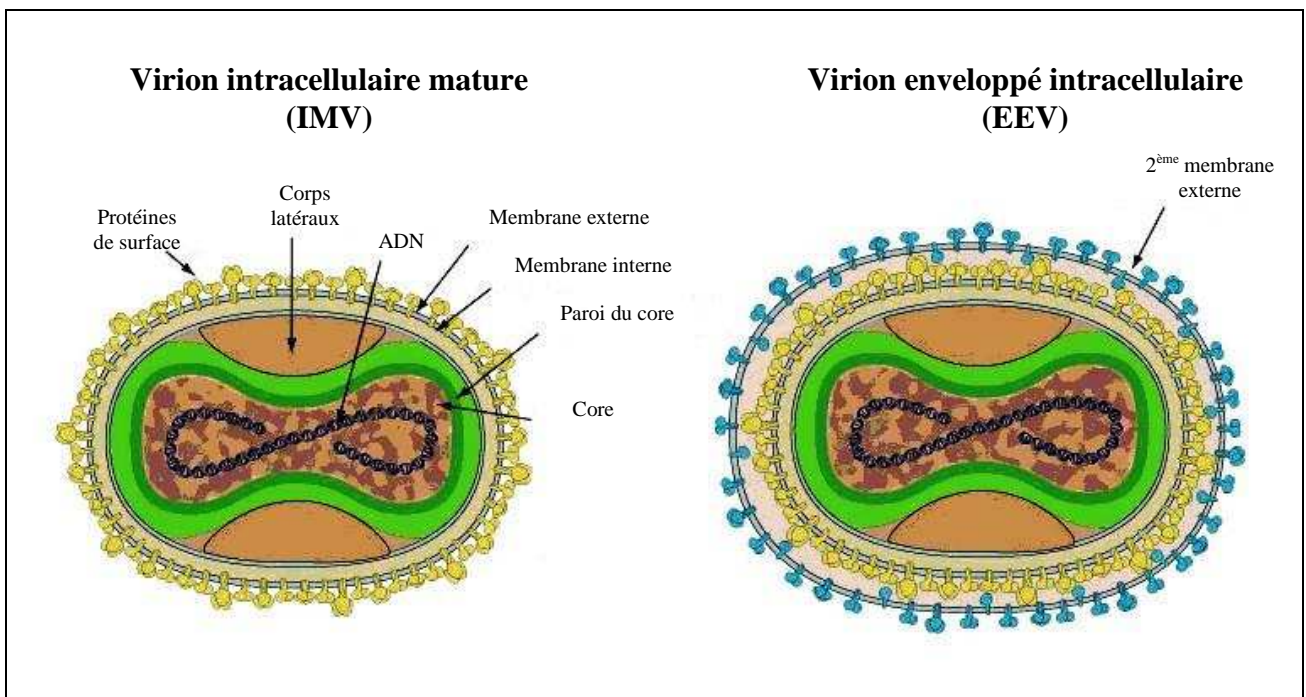 Virion intracellulaire mature
(IMV)
Virion enveloppé intracellulaire
(EEV)
2ème membrane
externe
Corps
latéraux
Protéines
de surface
ADN
Membrane externe
Membrane interne
Paroi du core
Core